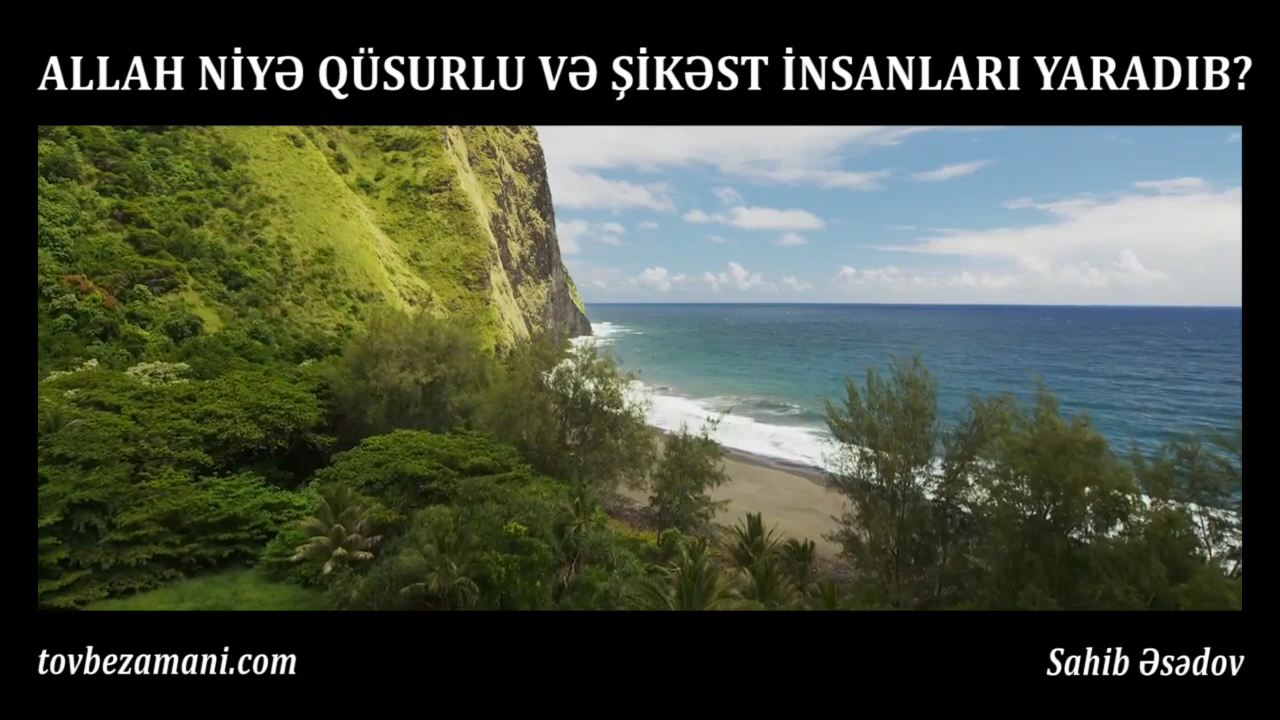 ALLAH NİYƏ QÜSURLU VƏ ŞİKƏST İNSANLARI YARADIB?
tovbezamani.com
Sahib Əsədov